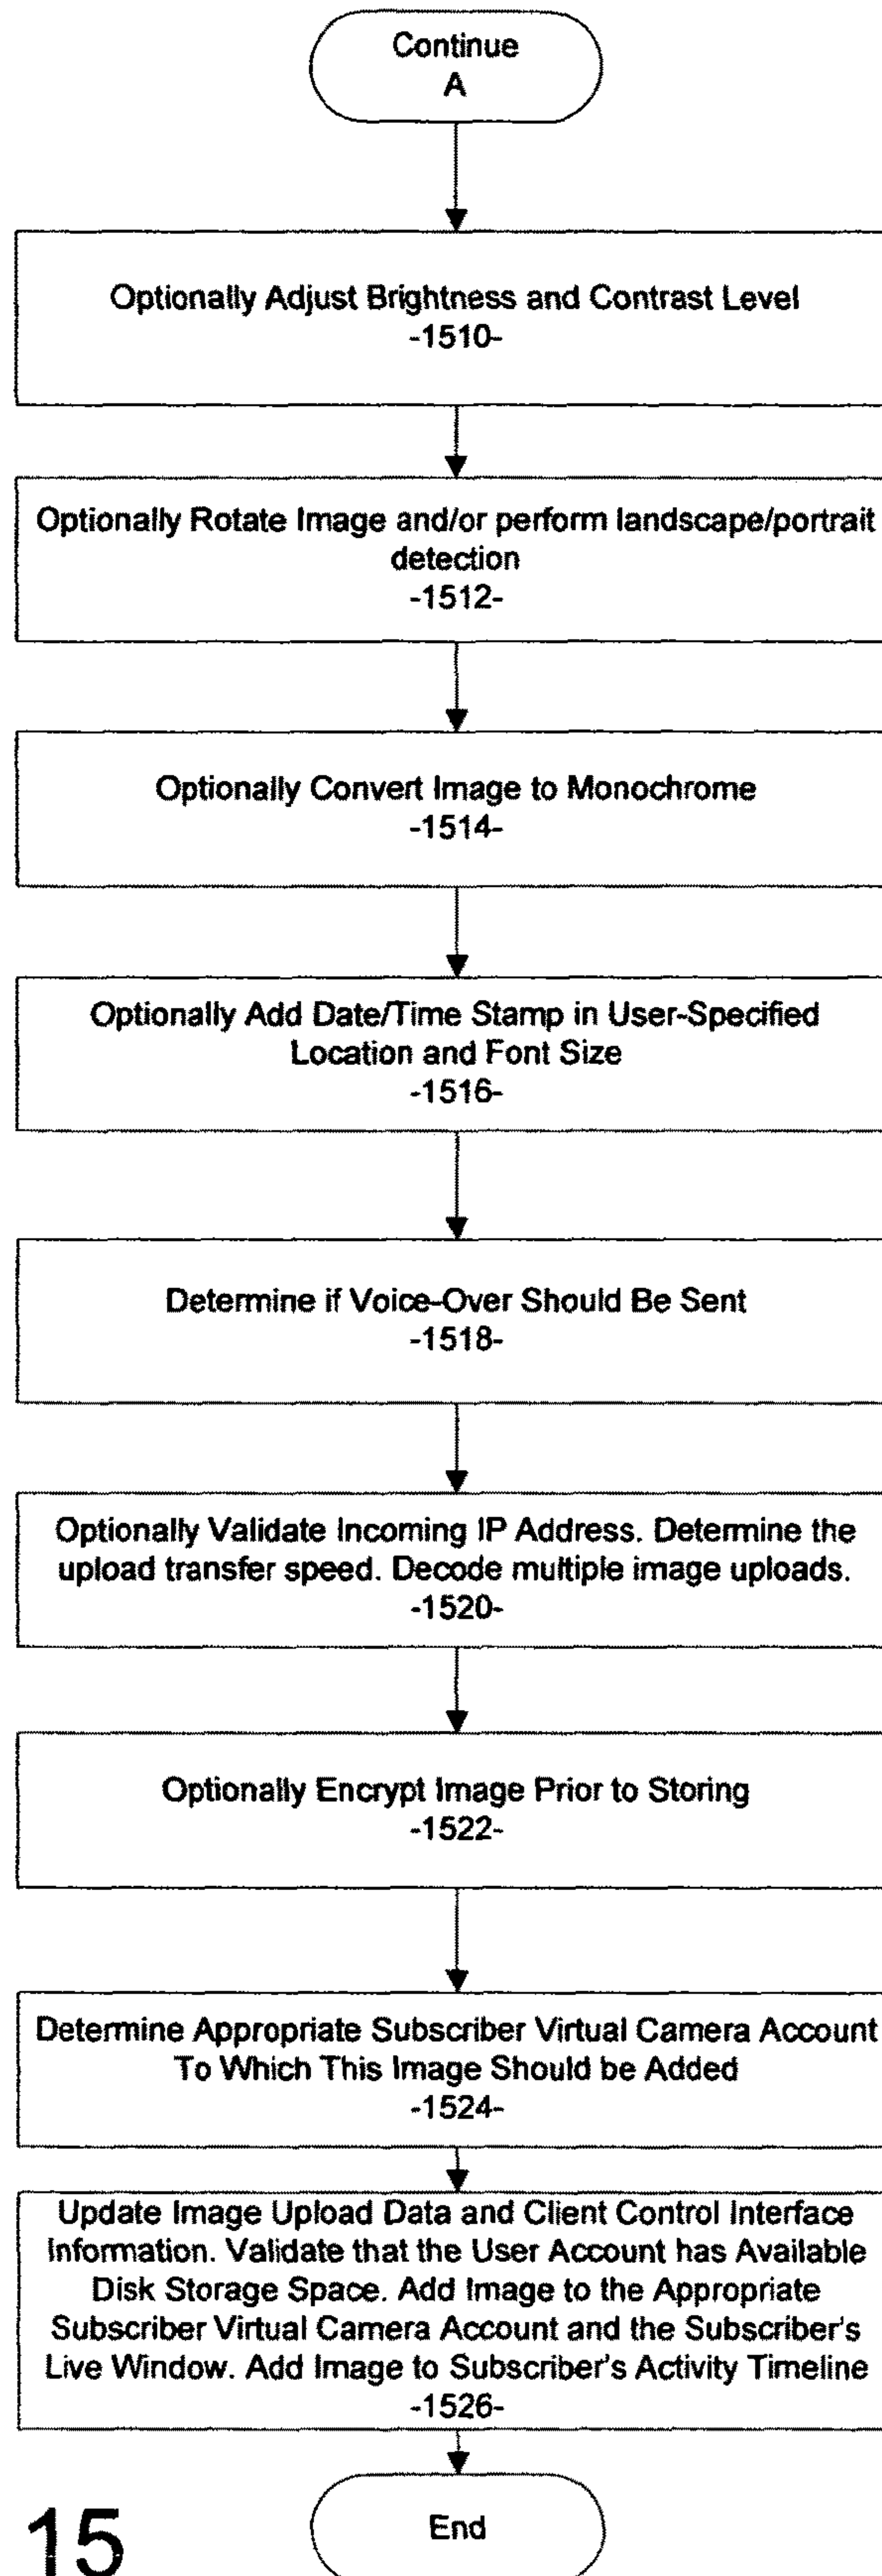 Continue
A
Optionally Adjust Brightness and Contrast Level
-1510-
Optionally Rotate Image and/or perform landscape/portrait
detection
-1512-
Optionally Convert Image to Monochrome
-1514-
Optionally Add Date/Time Stamp in User-Specified
Location and Font Size
-1516-
Determine if Voice-Over Should Be Sent
-1518-
Optionally Validate Incoming IP Address. Determine the
upload transfer speed. Decode multiple image uploads.
-1520-
Optionally Encrypt Image Prior to Storing
-1522-
Determine Appropriate Subscriber Virtual Camera Account
To Which This Image Should be Added
-1524-
Update Image Upload Data and Client Control Interface
Information. Validate that the User Account has Available
Disk Storage Space. Add Image to the Appropriate
Subscriber Virtual Camera Account and the Subscriber's
Live Window. Add Image to Subscriber's Activity Timeline
-1526-
End
15